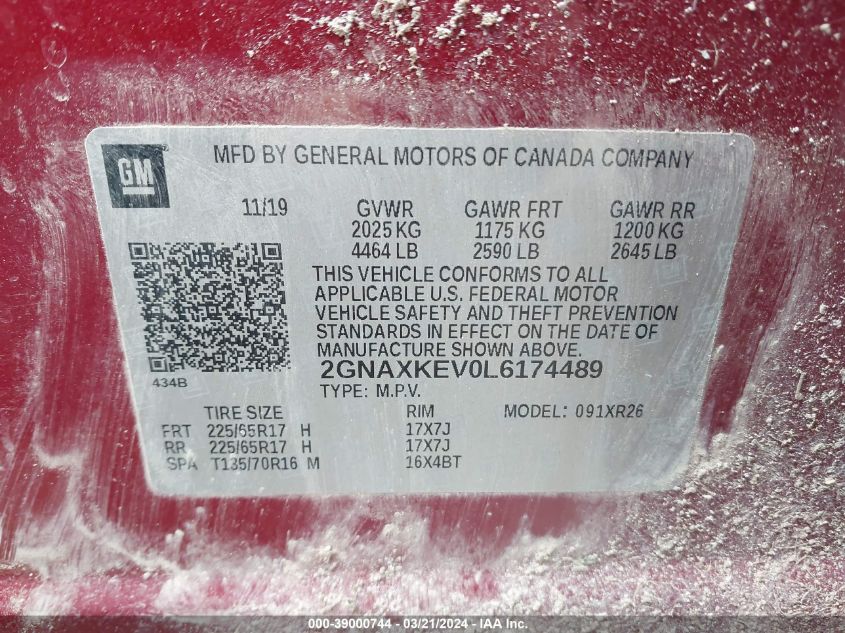 GM
MFD BY GENERAL MOTORS OF CANADA COMPANY
11/19 GVWR GAWR FRT GAWR RR
2025 KG 1175 KG 1200 KG
4464 LB 2590 LB 2645 LB
THIS VEHICLE CONFORMS TO ALL
APPLICABLE U.S. FEDERAL MOTOR
VEHICLE SAFETY AND THEFT PREVENTION
STANDARDS IN EFFECT ON THE DATE OF
MANUFACTURE SHOWN ABOVE.
434B 2GNAXKEV0L6174489
TYPE: M.P.V.
TIRE SIZE RIM MODEL: 091XR26
FRT 225/65R17 H 17X7J
RR 225/65R17 H 17X7J
SPA T135/70R16 M 16X4BT
000-39000744 - 03/21/2024 - IAA Inc.